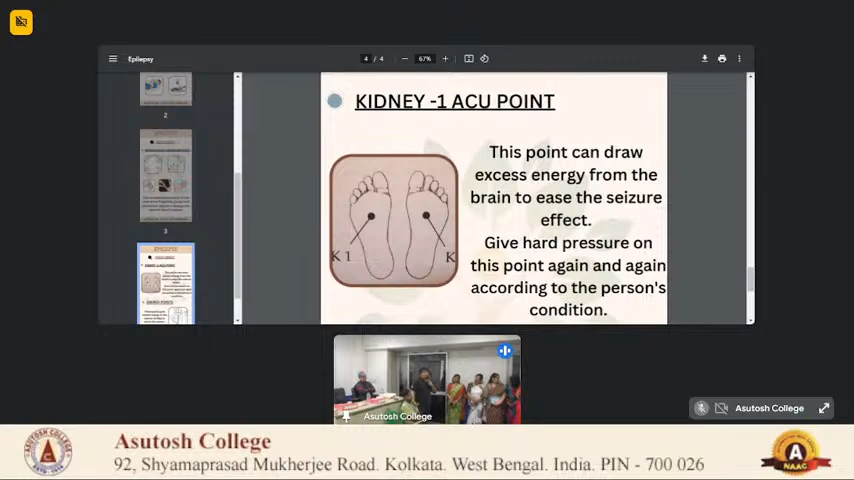 Epilepsy
4 / 4
67%
2
3
KIDNEY -1 ACU POINT
This point can draw
excess energy from the
brain to ease the seizure
effect.
Give hard pressure on
this point again and again
according to the person's
condition.
K1
K
Asutosh College
Asutosh College
Asutosh College
92, Shyamaprasad Mukherjee Road. Kolkata. West Bengal. India. PIN - 700 026
A
NAAC